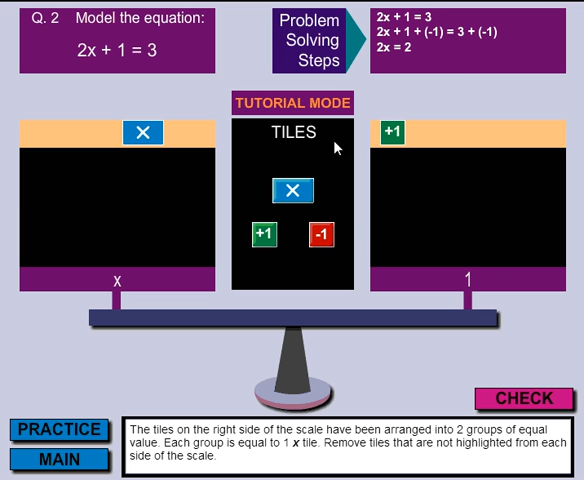 Q. 2 Model the equation:
2x + 1 = 3
Problem
Solving
Steps
2x + 1 = 3
2x + 1 + (-1) = 3 + (-1)
2x = 2
TUTORIAL MODE
TILES
X
+1
X
+1
-1
x
1
CHECK
PRACTICE
MAIN
The tiles on the right side of the scale have been arranged into 2 groups of equal
value. Each group is equal to 1 x tile. Remove tiles that are not highlighted from each
side of the scale.